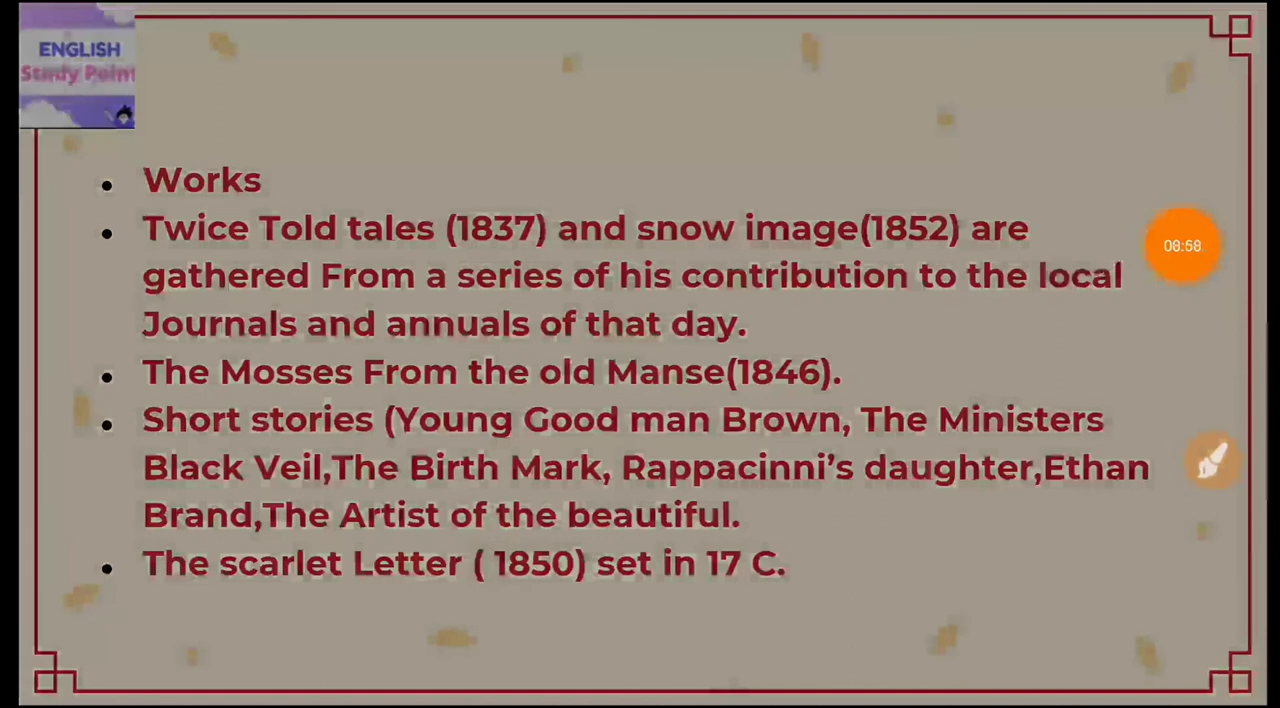 ENGLISH
Study Point
Works
Twice Told tales (1837) and snow image(1852) are
gathered From a series of his contribution to the local
Journals and annuals of that day.
The Mosses From the old Manse(1846).
Short stories (Young Good man Brown, The Ministers
Black Veil,The Birth Mark, Rappacinni's daughter,Ethan
Brand,The Artist of the beautiful.
The scarlet Letter ( 1850) set in 17 C.
08:58